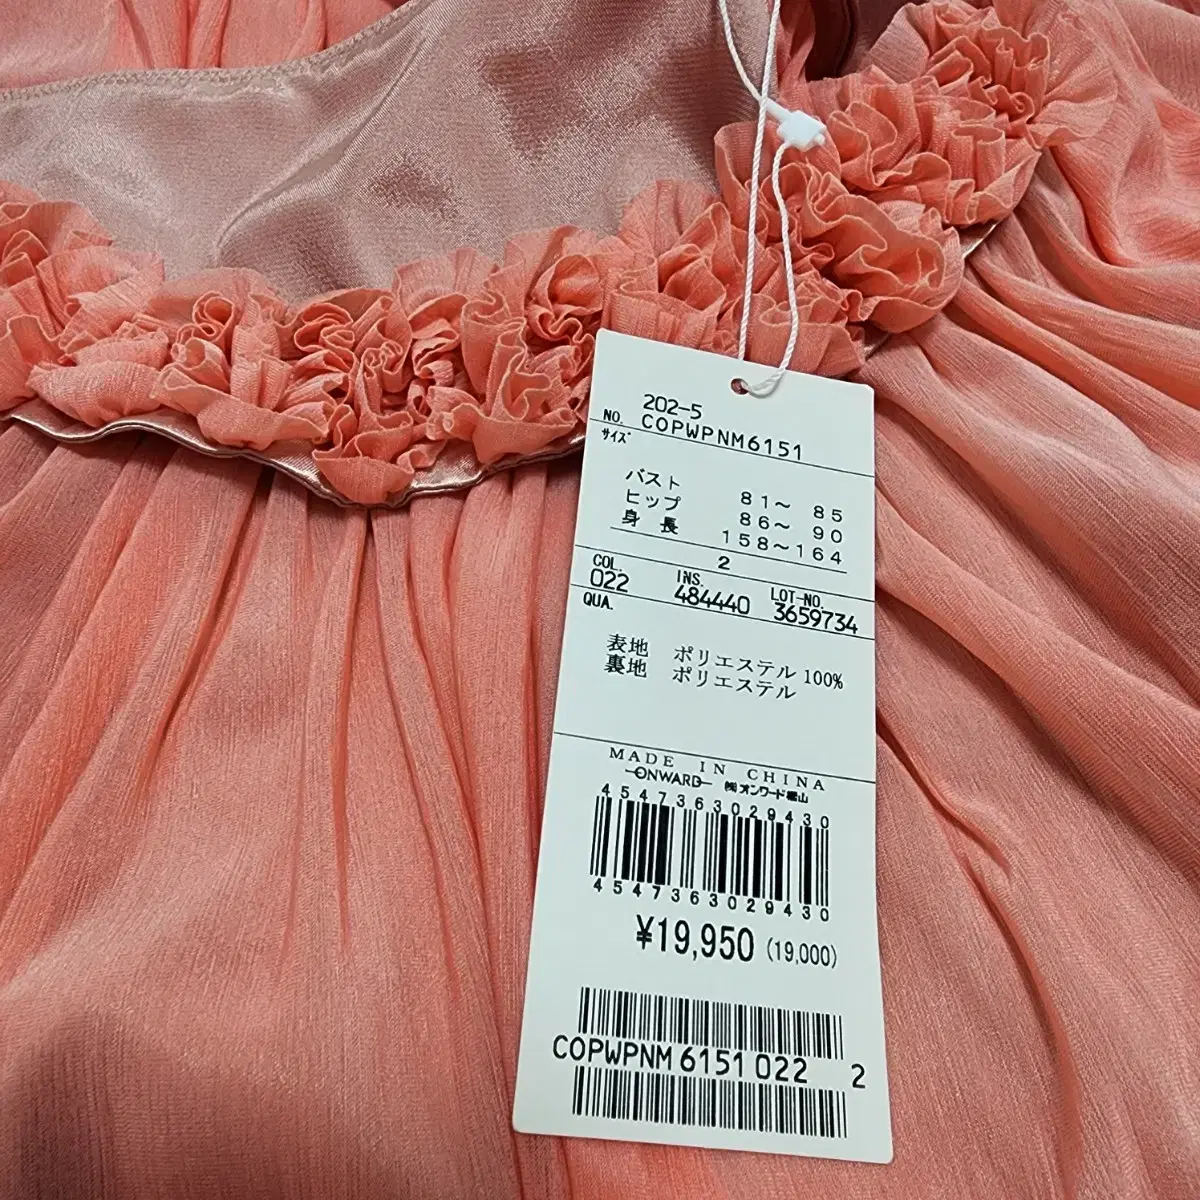 202-5
NO. COPWPNM6151
サイズ
バスト 81～ 85
ヒップ 86～ 90
身 長 158～164
2
COL. INS. LOT-NO.
022 484440 3659734
QUA.
表地 ポリエステル 100%
裏地 ポリエステル
MADE IN CHINA
ONWARD ㈱オンワード樫山
4547363029430
4547363029430
¥19,950 (19,000)
COPWPNM6151 022 2